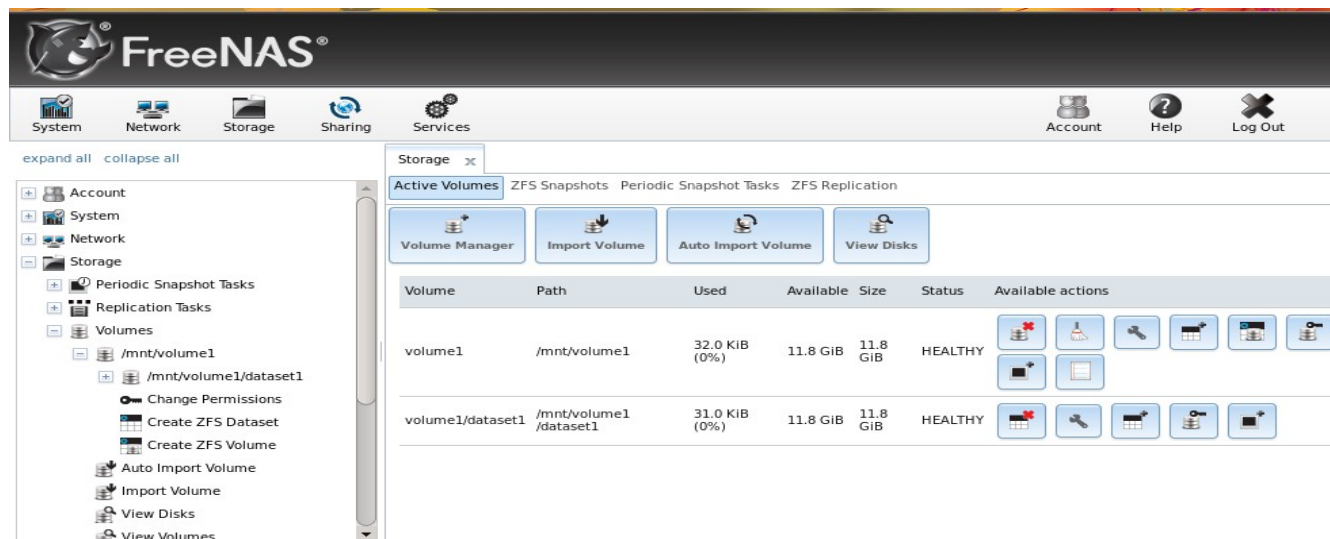 FreeNAS®
System Network Storage Sharing Services Account Help Log Out
expand all collapse all
Account
System
Network
Storage
Periodic Snapshot Tasks
Replication Tasks
Volumes
/mnt/volume1
/mnt/volume1/dataset1
Change Permissions
Create ZFS Dataset
Create ZFS Volume
Auto Import Volume
Import Volume
View Disks
View Volumes
Storage x
Active Volumes ZFS Snapshots Periodic Snapshot Tasks ZFS Replication
Volume Manager Import Volume Auto Import Volume View Disks
Volume Path Used Available Size Status Available actions
volume1 /mnt/volume1 32.0 KiB (0%) 11.8 GiB 11.8 GiB HEALTHY
volume1/dataset1 /mnt/volume1/dataset1 31.0 KiB (0%) 11.8 GiB 11.8 GiB HEALTHY